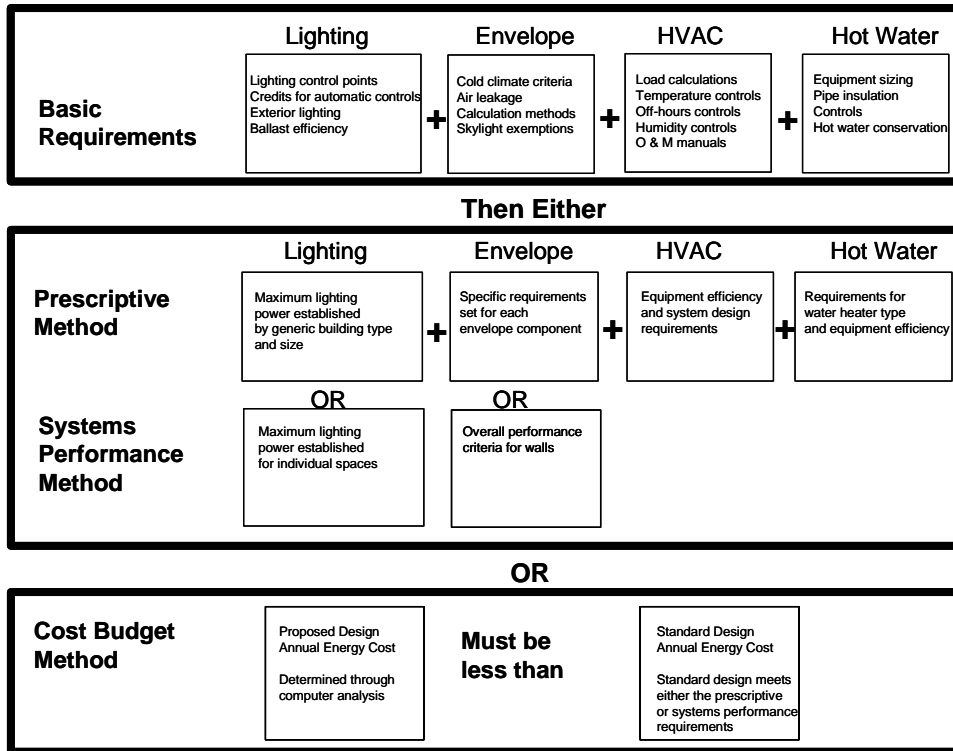 Lighting
Envelope
HVAC
Hot Water
Basic
Requirements
Lighting control points
Credits for automatic controls
Exterior lighting
Ballast efficiency
+
Cold climate criteria
Air leakage
Calculation methods
Skylight exemptions
+
Load calculations
Temperature controls
Off-hours controls
Humidity controls
O & M manuals
+
Equipment sizing
Pipe insulation
Controls
Hot water conservation
Then Either
Lighting
Envelope
HVAC
Hot Water
Prescriptive
Method
Maximum lighting
power established
by generic building type
and size
+
Specific requirements
set for each
envelope component
+
Equipment efficiency
and system design
requirements
+
Requirements for
water heater type
and equipment efficiency
OR
OR
Systems
Performance
Method
Maximum lighting
power established
for individual spaces
Overall performance
criteria for walls
OR
Cost Budget
Method
Proposed Design
Annual Energy Cost
Determined through
computer analysis
Must be
less than
Standard Design
Annual Energy Cost
Standard design meets
either the prescriptive
or systems performance
requirements